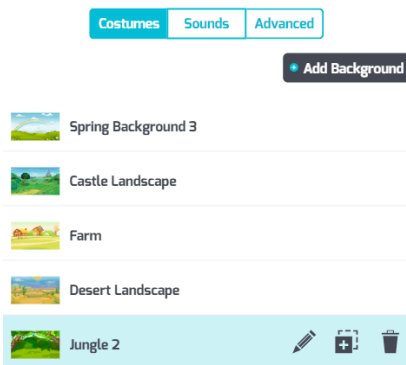 Costumes Sounds Advanced
Add Background
Spring Background 3
Castle Landscape
Farm
Desert Landscape
Jungle 2